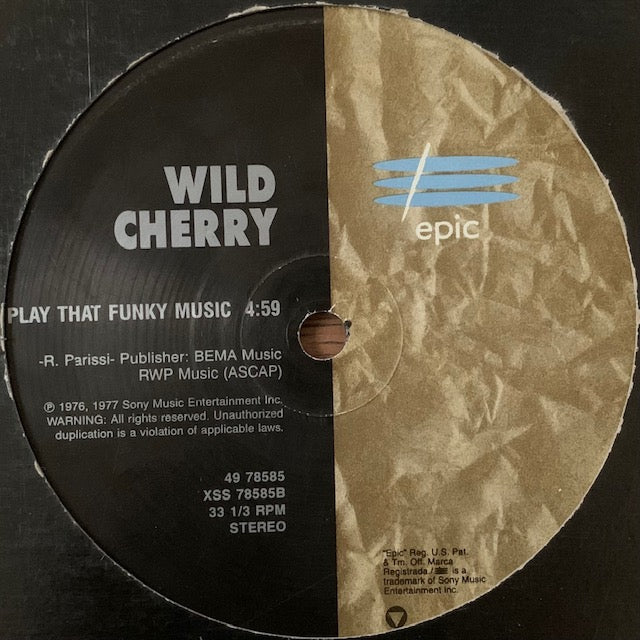 WILD
CHERRY
PLAY THAT FUNKY MUSIC 4:59
-R. Parissi- Publisher: BEMA Music
RWP Music (ASCAP)
℗ 1976, 1977 Sony Music Entertainment Inc.
WARNING: All rights reserved. Unauthorized
duplication is a violation of applicable laws.
49 78585
XSS 78585B
33 1/3 RPM
STEREO
epic
"Epic" Reg. U.S. Pat.
& Tm. Off. Marca
Registrada./ is a
trademark of Sony Music
Entertainment Inc.